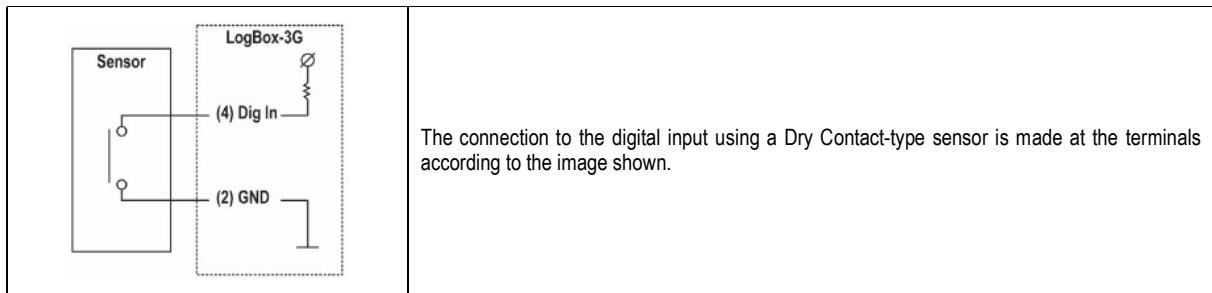 LogBox-3G
Sensor
(4) Dig In
(2) GND
The connection to the digital input using a Dry Contact-type sensor is made at the terminals
according to the image shown.